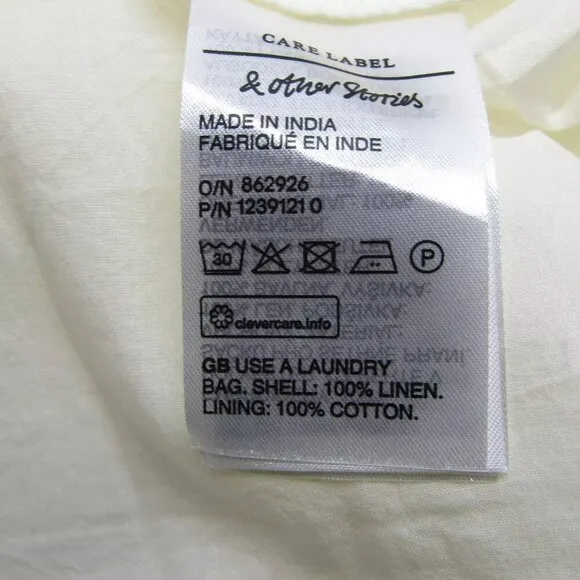 CARE LABEL
& other Stories
MADE IN INDIA
FABRIQUÉ EN INDE
O/N 862926
P/N 1239121 0
30 P
clevercare.info
GB USE A LAUNDRY
BAG. SHELL: 100% LINEN.
LINING: 100% COTTON.